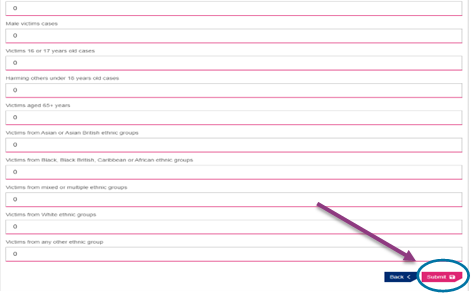 0
Male victims cases
0
Victims 16 or 17 years old cases
0
Harming others under 18 years old cases
0
Victims aged 65+ years
0
Victims from Asian or Asian British ethnic groups
0
Victims from Black, Black British, Caribbean or African ethnic groups
0
Victims from mixed or multiple ethnic groups
0
Victims from White ethnic groups
0
Victims from any other ethnic group
0
Back Submit